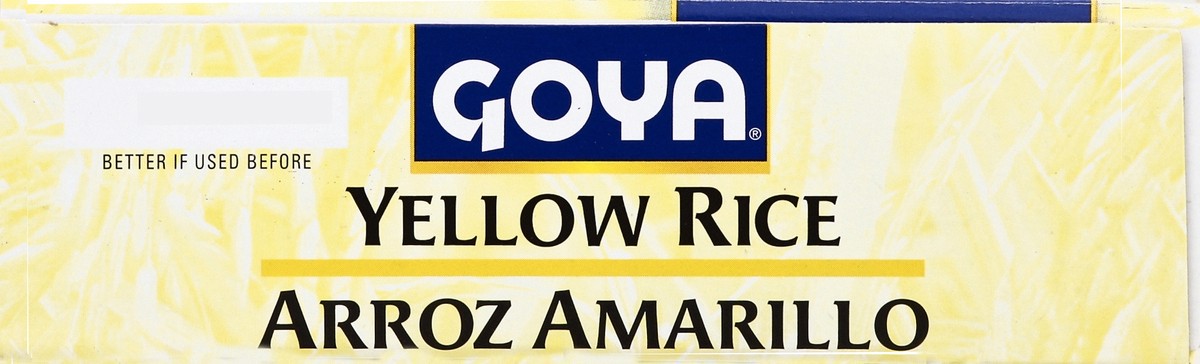 GOYA®
BETTER IF USED BEFORE
YELLOW RICE
ARROZ AMARILLO